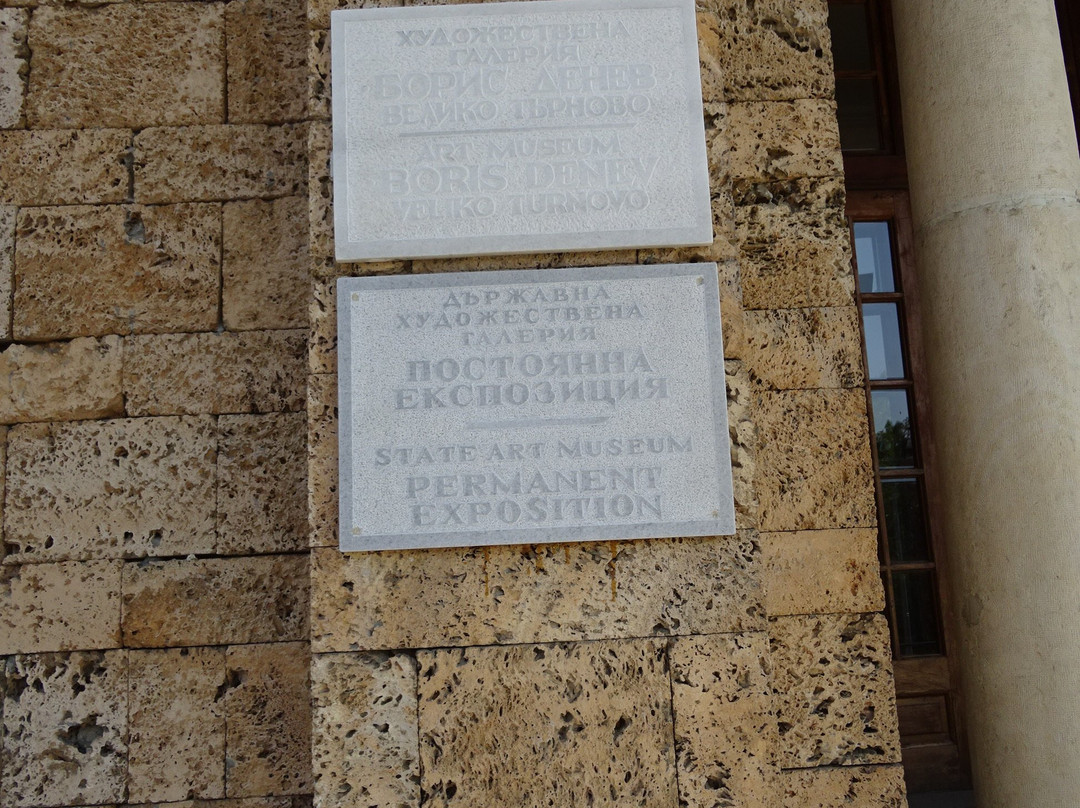 ХУДОЖЕСТВЕНА
ГАЛЕРИЯ
БОРИС ДЕНЕВ
ВЕЛИКО ТЪРНОВО
ART MUSEUM
BORIS DENEV
VELIKO TURNOVO
ДЪРЖАВНА
ХУДОЖЕСТВЕНА
ГАЛЕРИЯ
ПОСТОЯННА
ЕКСПОЗИЦИЯ
STATE ART MUSEUM
PERMANENT
EXPOSITION